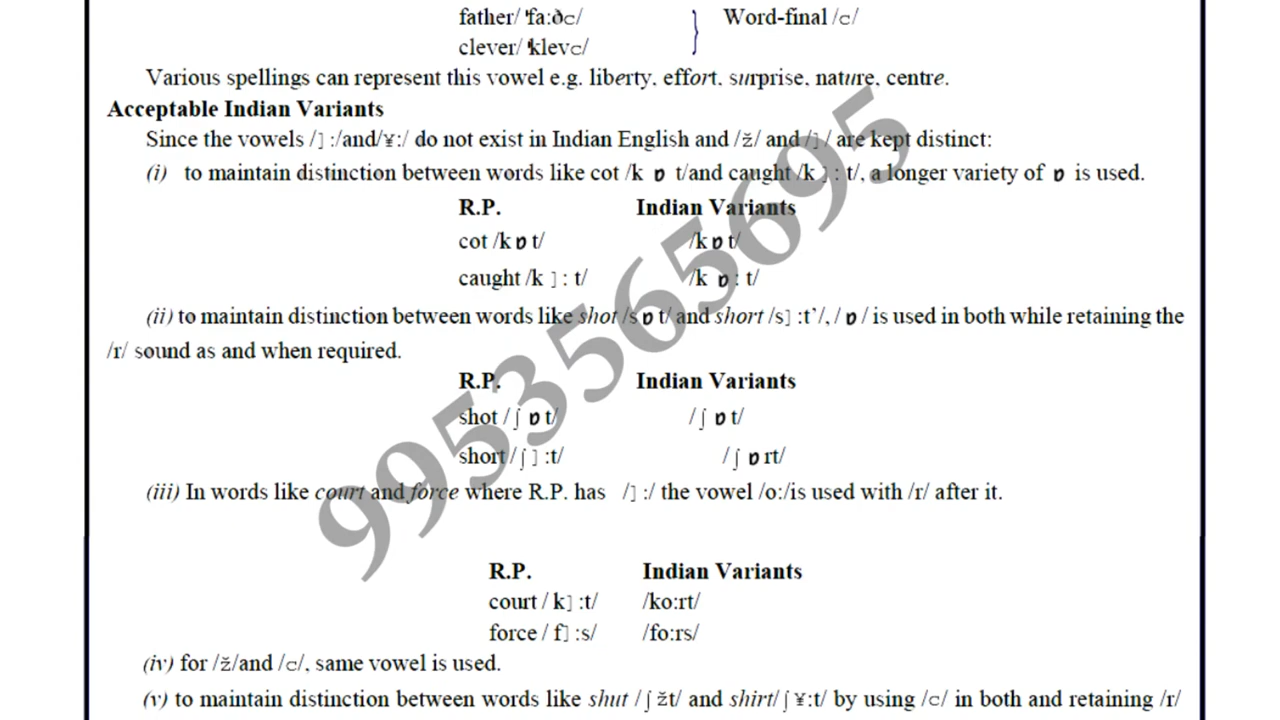 father/ 'fa:ðc/ } Word-final /c/
clever/ 'klevc/
Various spellings can represent this vowel e.g. liberty, effort, surprise, nature, centre.
Acceptable Indian Variants
Since the vowels /] :/and/¥:/ do not exist in Indian English and /ž/ and /] / are kept distinct:
(i) to maintain distinction between words like cot /k ɒ t/and caught /k ] : t/, a longer variety of ɒ is used.
R.P. Indian Variants
cot /k ɒ t/ /k ɒ t/
caught /k ] : t/ /k ɒ : t/
(ii) to maintain distinction between words like shot /s ɒ t/ and short /s] :t'/, / ɒ / is used in both while retaining the
/r/ sound as and when required.
R.P. Indian Variants
shot / ʃ ɒ t/ / ʃ ɒ t/
short / ʃ ] :t/ / ʃ ɒ rt/
(iii) In words like court and force where R.P. has /] :/ the vowel /o:/is used with /r/ after it.
R.P. Indian Variants
court / k] :t/ /ko:rt/
force / f] :s/ /fo:rs/
(iv) for /ž/and /c/, same vowel is used.
(v) to maintain distinction between words like shut / ʃ žt/ and shirt/ ʃ ¥:t/ by using /c/ in both and retaining /r/
9953565695